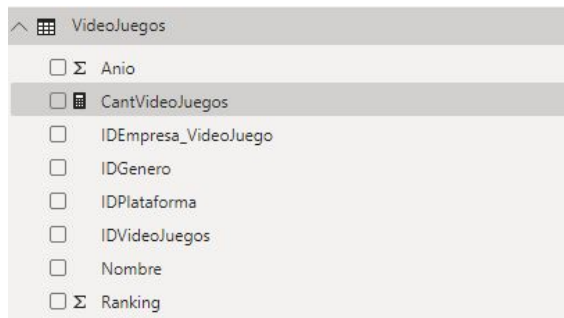 VideoJuegos
Σ Anio
CantVideoJuegos
IDEmpresa_VideoJuego
IDGenero
IDPlataforma
IDVideoJuegos
Nombre
Σ Ranking